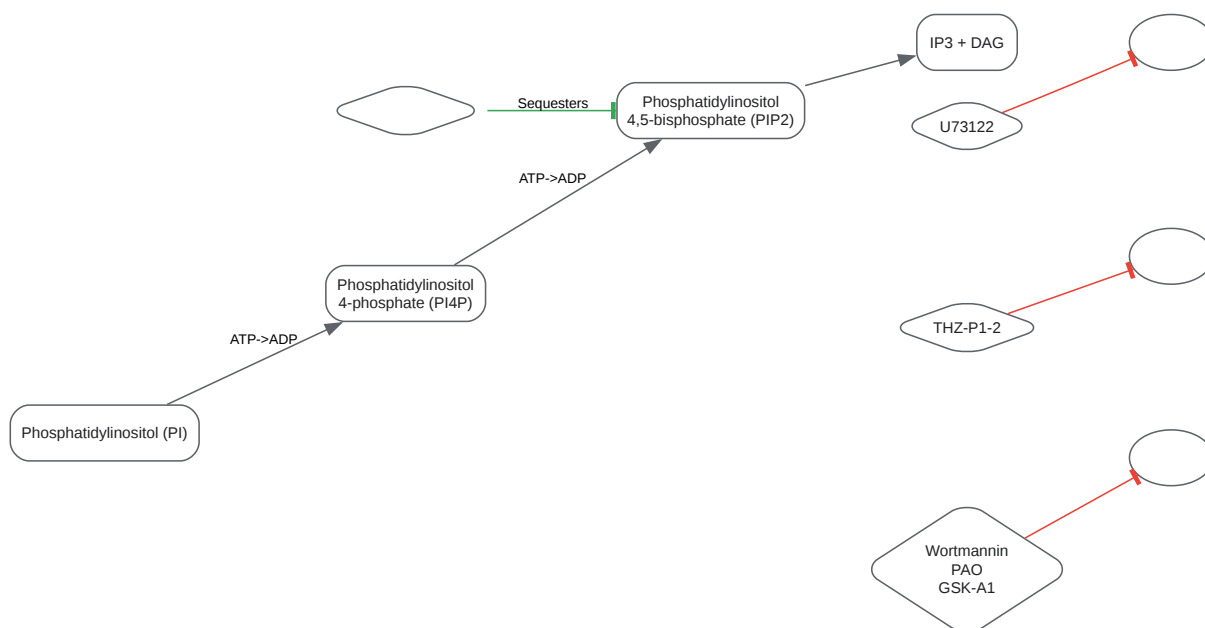 IP3 + DAG
Sequesters
Phosphatidylinositol
4,5-bisphosphate (PIP2)
U73122
ATP->ADP
Phosphatidylinositol
4-phosphate (PI4P)
THZ-P1-2
ATP->ADP
Phosphatidylinositol (PI)
Wortmannin
PAO
GSK-A1